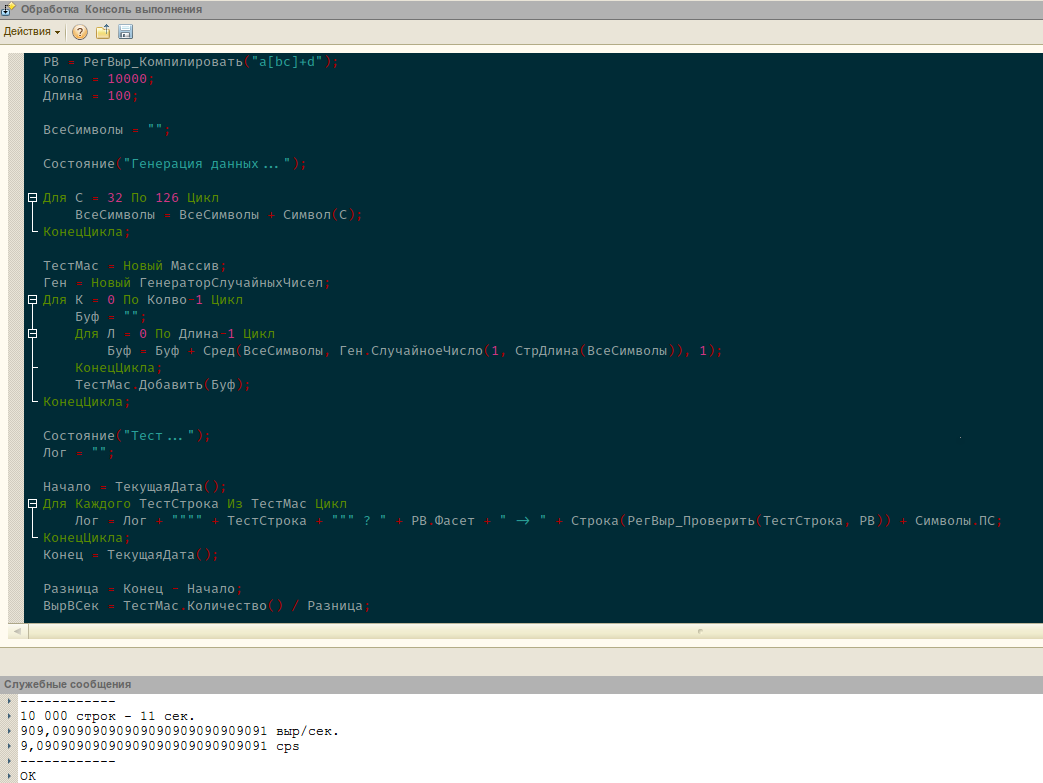 Обработка Консоль выполнения
Действия
РВ = РегВыр_Компилировать("a[bc]+d");
Колво = 10000;
Длина = 100;
ВсеСимволы = "";
Состояние("Генерация данных...");
Для С = 32 По 126 Цикл
ВсеСимволы = ВсеСимволы + Символ(С);
КонецЦикла;
ТестМас = Новый Массив;
Ген = Новый ГенераторСлучайныхЧисел;
Для К = 0 По Колво-1 Цикл
Буф = "";
Для Л = 0 По Длина-1 Цикл
Буф = Буф + Сред(ВсеСимволы, Ген.СлучайноеЧисло(1, СтрДлина(ВсеСимволы)), 1);
КонецЦикла;
ТестМас.Добавить(Буф);
КонецЦикла;
Состояние("Тест...");
Лог = "";
Начало = ТекущаяДата();
Для Каждого ТестСтрока Из ТестМас Цикл
Лог = Лог + """" + ТестСтрока + """ ? " + РВ.Фасет + " -> " + Строка(РегВыр_Проверить(ТестСтрока, РВ)) + Символы.ПС;
КонецЦикла;
Конец = ТекущаяДата();
Разница = Конец - Начало;
ВырВСек = ТестМас.Количество() / Разница;
Служебные сообщения
------------
10 000 строк - 11 сек.
909,0909090909090909090909091 выр/сек.
9,0909090909090909090909090909091 cps
------------
OK